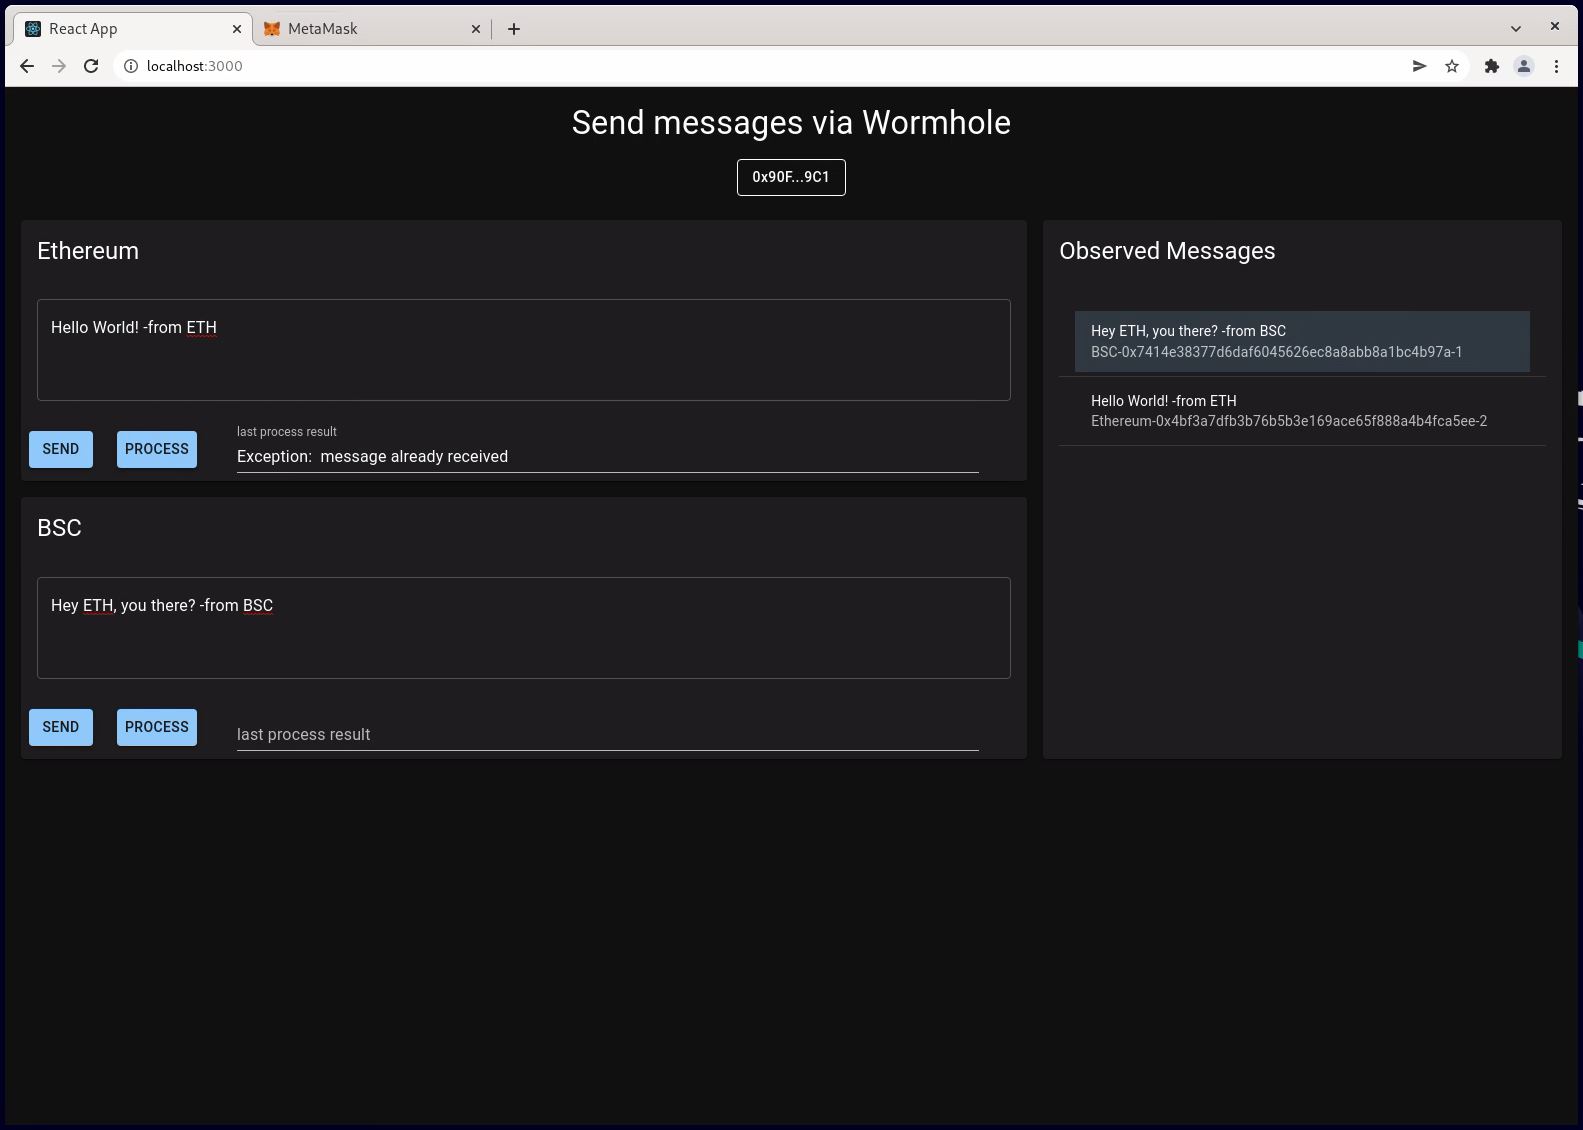 React App
MetaMask
localhost:3000
Send messages via Wormhole
0x90F...9C1
Ethereum
Hello World! -from ETH
SEND
PROCESS
last process result
Exception:  message already received
BSC
Hey ETH, you there? -from BSC
SEND
PROCESS
last process result
Observed Messages
Hey ETH, you there? -from BSC
BSC-0x7414e38377d6daf6045626ec8a8abb8a1bc4b97a-1
Hello World! -from ETH
Ethereum-0x4bf3a7dfb3b76b5b3e169ace65f888a4b4fca5ee-2